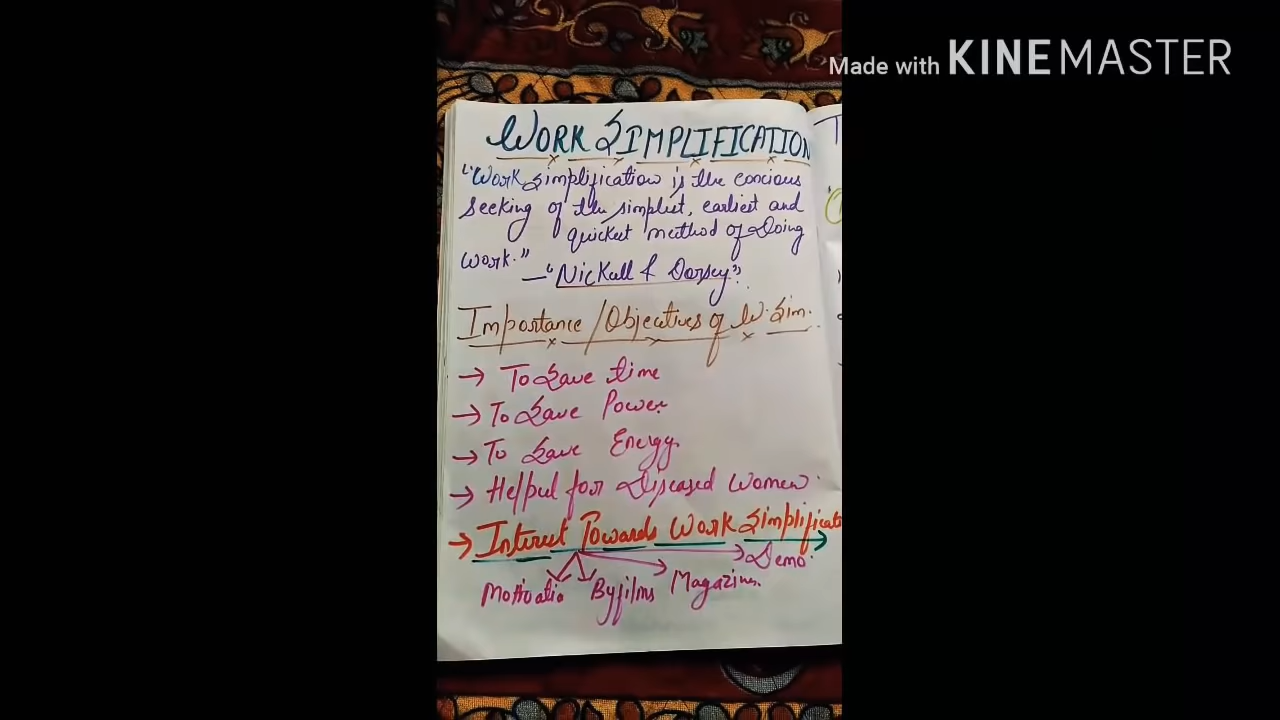 Made with KINEMASTER
WORK SIMPLIFICATION
"Work Simplification is the concious
Seeking of the simplest, earliest and
quickest method of Doing
work."
—"Nickell & Dorsey".
Importance/Objectives of W. Sim.
→ To Save time
→ To Save Power
→ To Save Energy.
→ Helpful for Diseased Women.
→ Interest Towards Work Simplificat
Demo.
Motivatio By films Magazines.